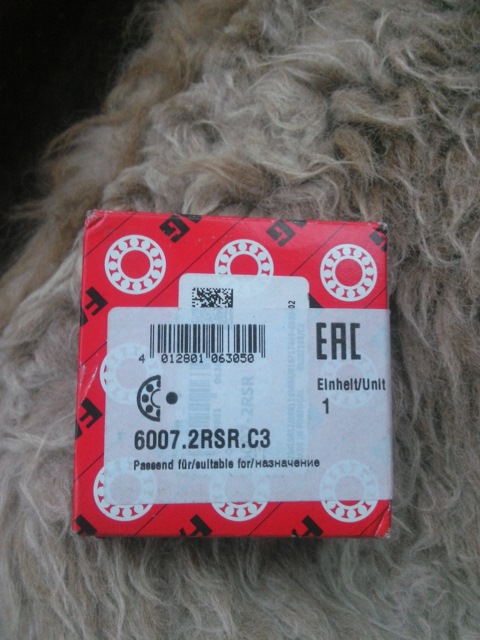 EAC
4 012801 063050
Einheit/Unit
1
6007.2RSR.C3
Passend für/suitable for/назначение